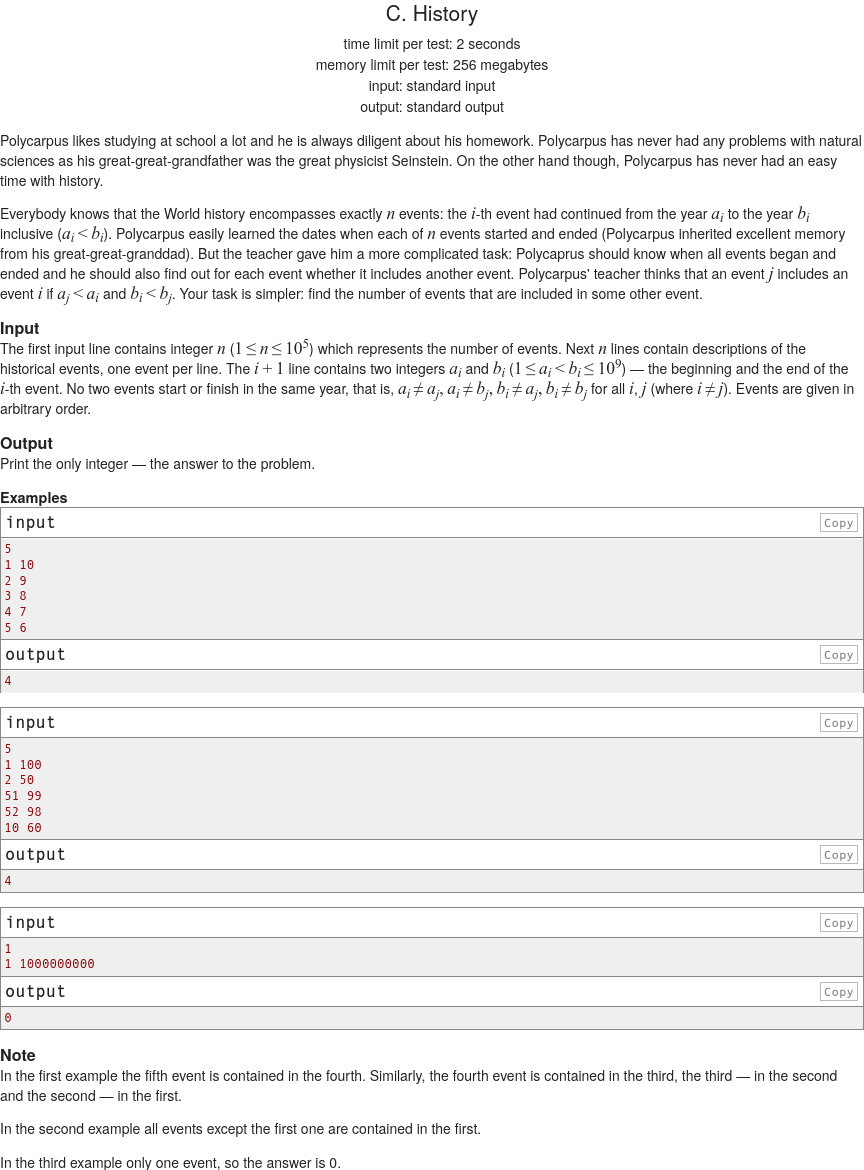 C. History
time limit per test: 2 seconds
memory limit per test: 256 megabytes
input: standard input
output: standard output
Polycarpus likes studying at school a lot and he is always diligent about his homework. Polycarpus has never had any problems with natural
sciences as his great-great-grandfather was the great physicist Seinstein. On the other hand though, Polycarpus has never had an easy
time with history.
Everybody knows that the World history encompasses exactly n events: the i-th event had continued from the year a_i to the year b_i
inclusive (a_i < b_i). Polycarpus easily learned the dates when each of n events started and ended (Polycarpus inherited excellent memory
from his great-great-granddad). But the teacher gave him a more complicated task: Polycaprus should know when all events began and
ended and he should also find out for each event whether it includes another event. Polycarpus' teacher thinks that an event j includes an
event i if a_j < a_i and b_i < b_j. Your task is simpler: find the number of events that are included in some other event.
Input
The first input line contains integer n (1 ≤ n ≤ 10^5) which represents the number of events. Next n lines contain descriptions of the
historical events, one event per line. The i + 1 line contains two integers a_i and b_i (1 ≤ a_i < b_i ≤ 10^9) — the beginning and the end of the
i-th event. No two events start or finish in the same year, that is, a_i ≠ a_j, a_i ≠ b_j, b_i ≠ a_j, b_i ≠ b_j for all i, j (where i ≠ j). Events are given in
arbitrary order.
Output
Print the only integer — the answer to the problem.
Examples
input Copy
5
1 10
2 9
3 8
4 7
5 6
output Copy
4
input Copy
5
1 100
2 50
51 99
52 98
10 60
output Copy
4
input Copy
1
1 1000000000
output Copy
0
Note
In the first example the fifth event is contained in the fourth. Similarly, the fourth event is contained in the third, the third — in the second
and the second — in the first.
In the second example all events except the first one are contained in the first.
In the third example only one event, so the answer is 0.